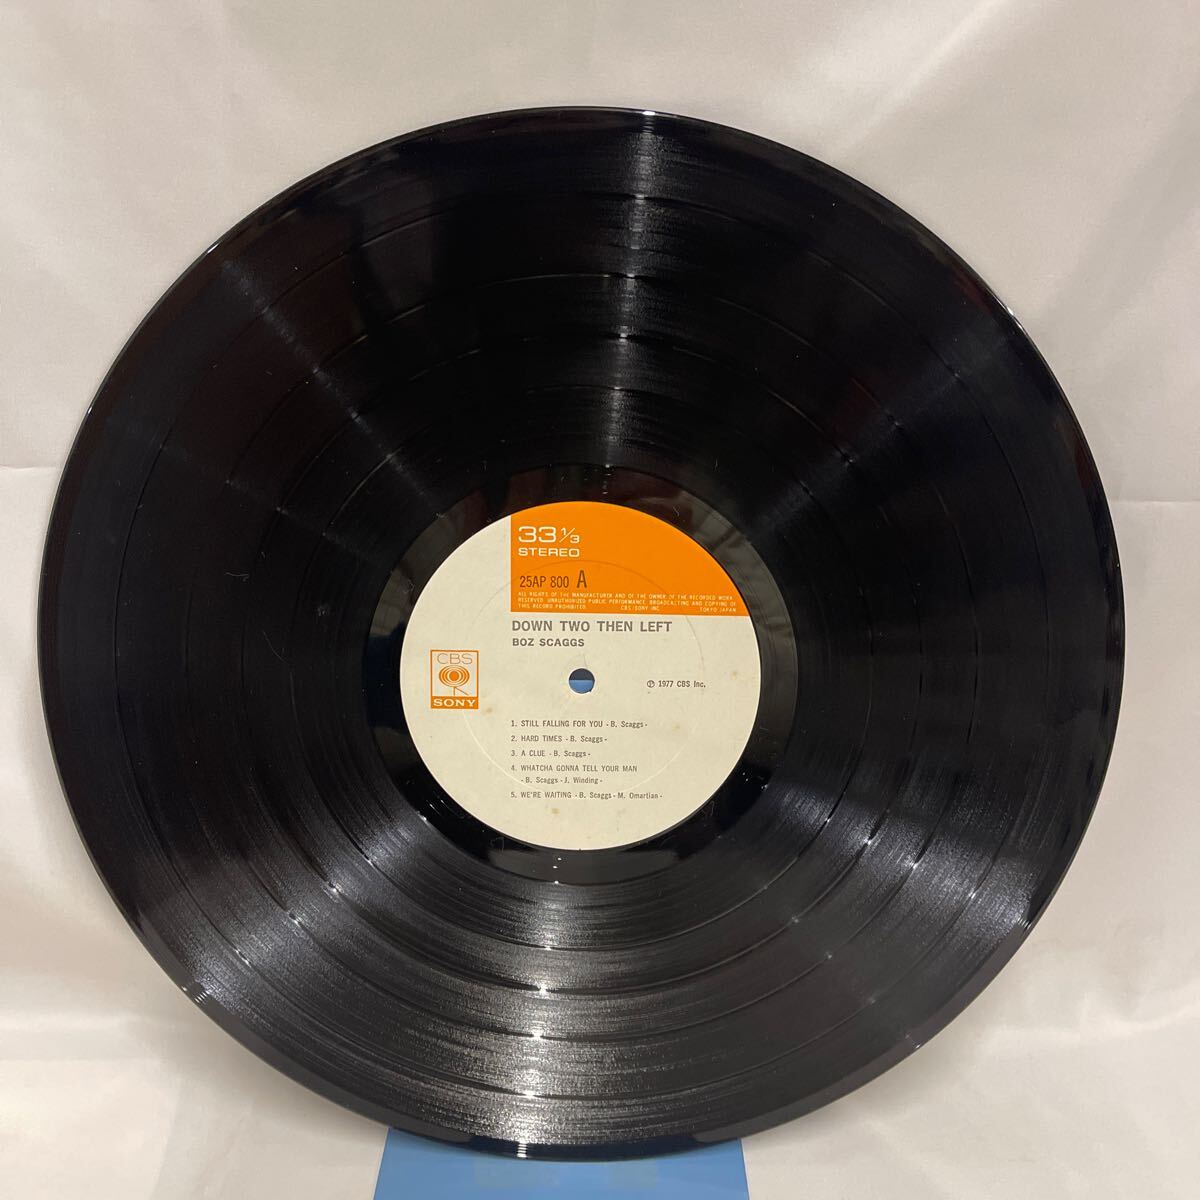 33 1/3
STEREO
25AP 800 A
ALL RIGHTS OF THE MANUFACTURER AND OF THE OWNER OF THE RECORDED WORK
RESERVED. UNAUTHORIZED PUBLIC PERFORMANCE, BROADCASTING AND COPYING OF
THIS RECORD PROHIBITED. CBS/SONY INC. TOKYO JAPAN
DOWN TWO THEN LEFT
BOZ SCAGGS
CBS
SONY
℗ 1977 CBS Inc.
1. STILL FALLING FOR YOU - B. Scaggs -
2. HARD TIMES - B. Scaggs -
3. A CLUE - B. Scaggs -
4. WHATCHA GONNA TELL YOUR MAN
- B. Scaggs - J. Winding -
5. WE'RE WAITING - B. Scaggs - M. Omartian -